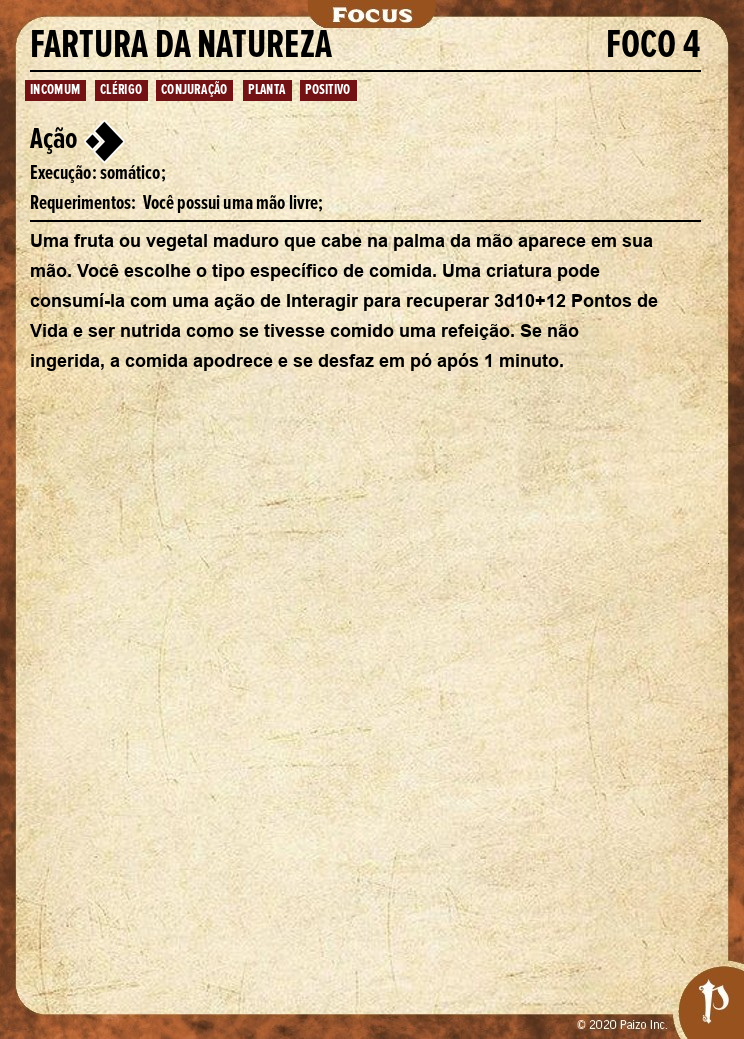 Focus
FARTURA DA NATUREZA FOCO 4
INCOMUM CLÉRIGO CONJURAÇÃO PLANTA POSITIVO
Ação
Execução: somático;
Requerimentos: Você possui uma mão livre;
Uma fruta ou vegetal maduro que cabe na palma da mão aparece em sua
mão. Você escolhe o tipo específico de comida. Uma criatura pode
consumí-la com uma ação de Interagir para recuperar 3d10+12 Pontos de
Vida e ser nutrida como se tivesse comido uma refeição. Se não
ingerida, a comida apodrece e se desfaz em pó após 1 minuto.
© 2020 Paizo Inc.
P